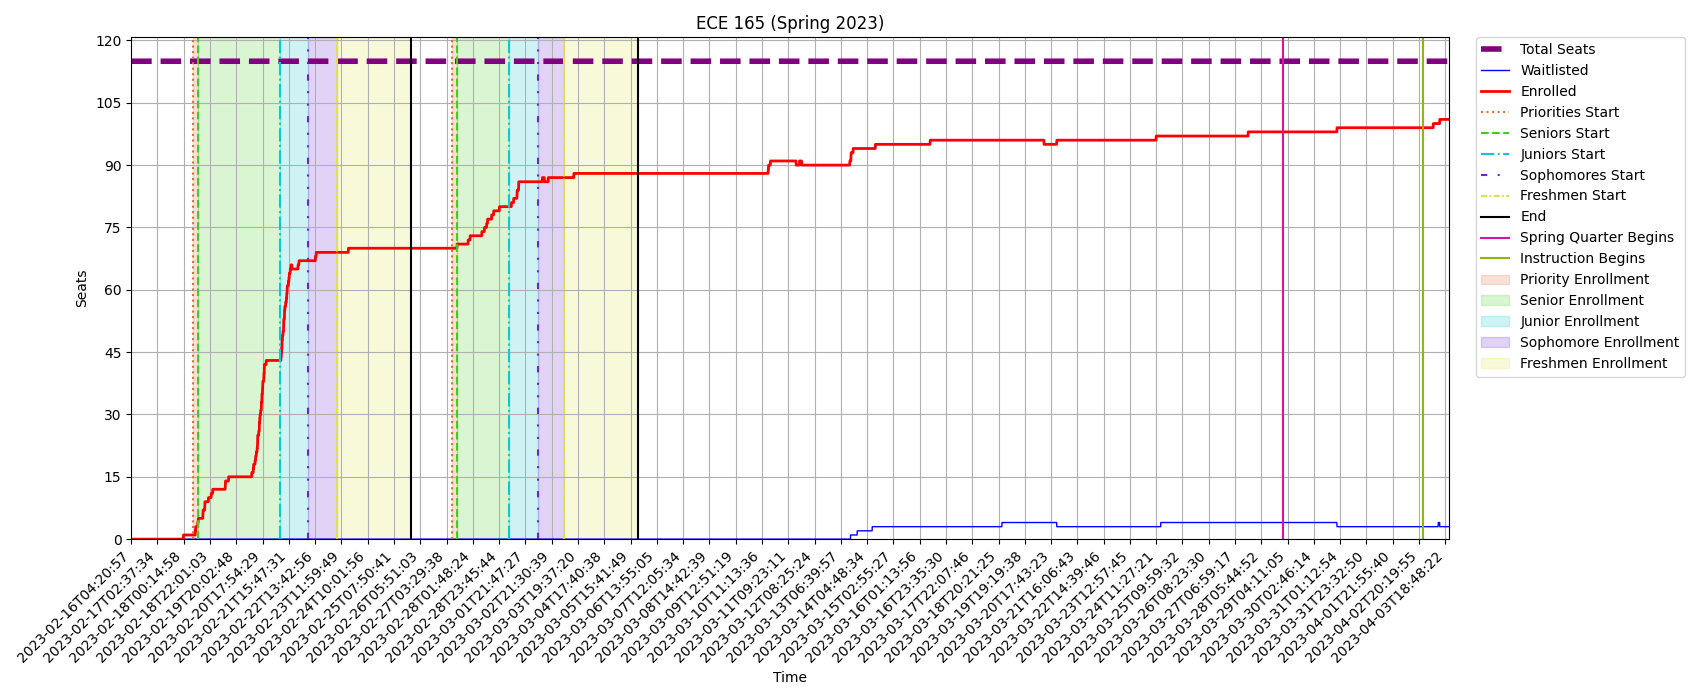 ECE 165 (Spring 2023)
120
105
90
75
60
45
30
15
0
Seats
2023-02-16T04:20:57
2023-02-17T02:37:34
2023-02-18T00:14:58
2023-02-18T22:01:03
2023-02-19T20:02:48
2023-02-20T17:54:29
2023-02-21T15:47:31
2023-02-22T13:42:56
2023-02-23T11:59:49
2023-02-24T10:01:56
2023-02-25T07:50:41
2023-02-26T05:51:03
2023-02-27T03:29:38
2023-02-28T01:48:24
2023-02-28T23:45:44
2023-03-01T21:47:27
2023-03-02T21:30:39
2023-03-03T19:37:20
2023-03-04T17:40:38
2023-03-05T15:41:49
2023-03-06T13:55:05
2023-03-07T12:05:34
2023-03-08T14:42:39
2023-03-09T12:51:19
2023-03-10T11:13:36
2023-03-11T09:23:11
2023-03-12T08:25:24
2023-03-13T06:39:57
2023-03-14T04:48:34
2023-03-15T02:55:27
2023-03-16T01:13:56
2023-03-16T23:35:30
2023-03-17T22:07:46
2023-03-18T20:21:25
2023-03-19T19:19:38
2023-03-20T17:43:23
2023-03-21T16:06:43
2023-03-22T14:39:46
2023-03-23T12:57:45
2023-03-24T11:27:21
2023-03-25T09:59:32
2023-03-26T08:23:30
2023-03-27T06:59:17
2023-03-28T05:44:52
2023-03-29T04:11:05
2023-03-30T02:46:14
2023-03-31T01:12:54
2023-03-31T23:32:50
2023-04-01T21:55:40
2023-04-02T20:19:55
2023-04-03T18:48:22
Time
Total Seats
Waitlisted
Enrolled
Priorities Start
Seniors Start
Juniors Start
Sophomores Start
Freshmen Start
End
Spring Quarter Begins
Instruction Begins
Priority Enrollment
Senior Enrollment
Junior Enrollment
Sophomore Enrollment
Freshmen Enrollment